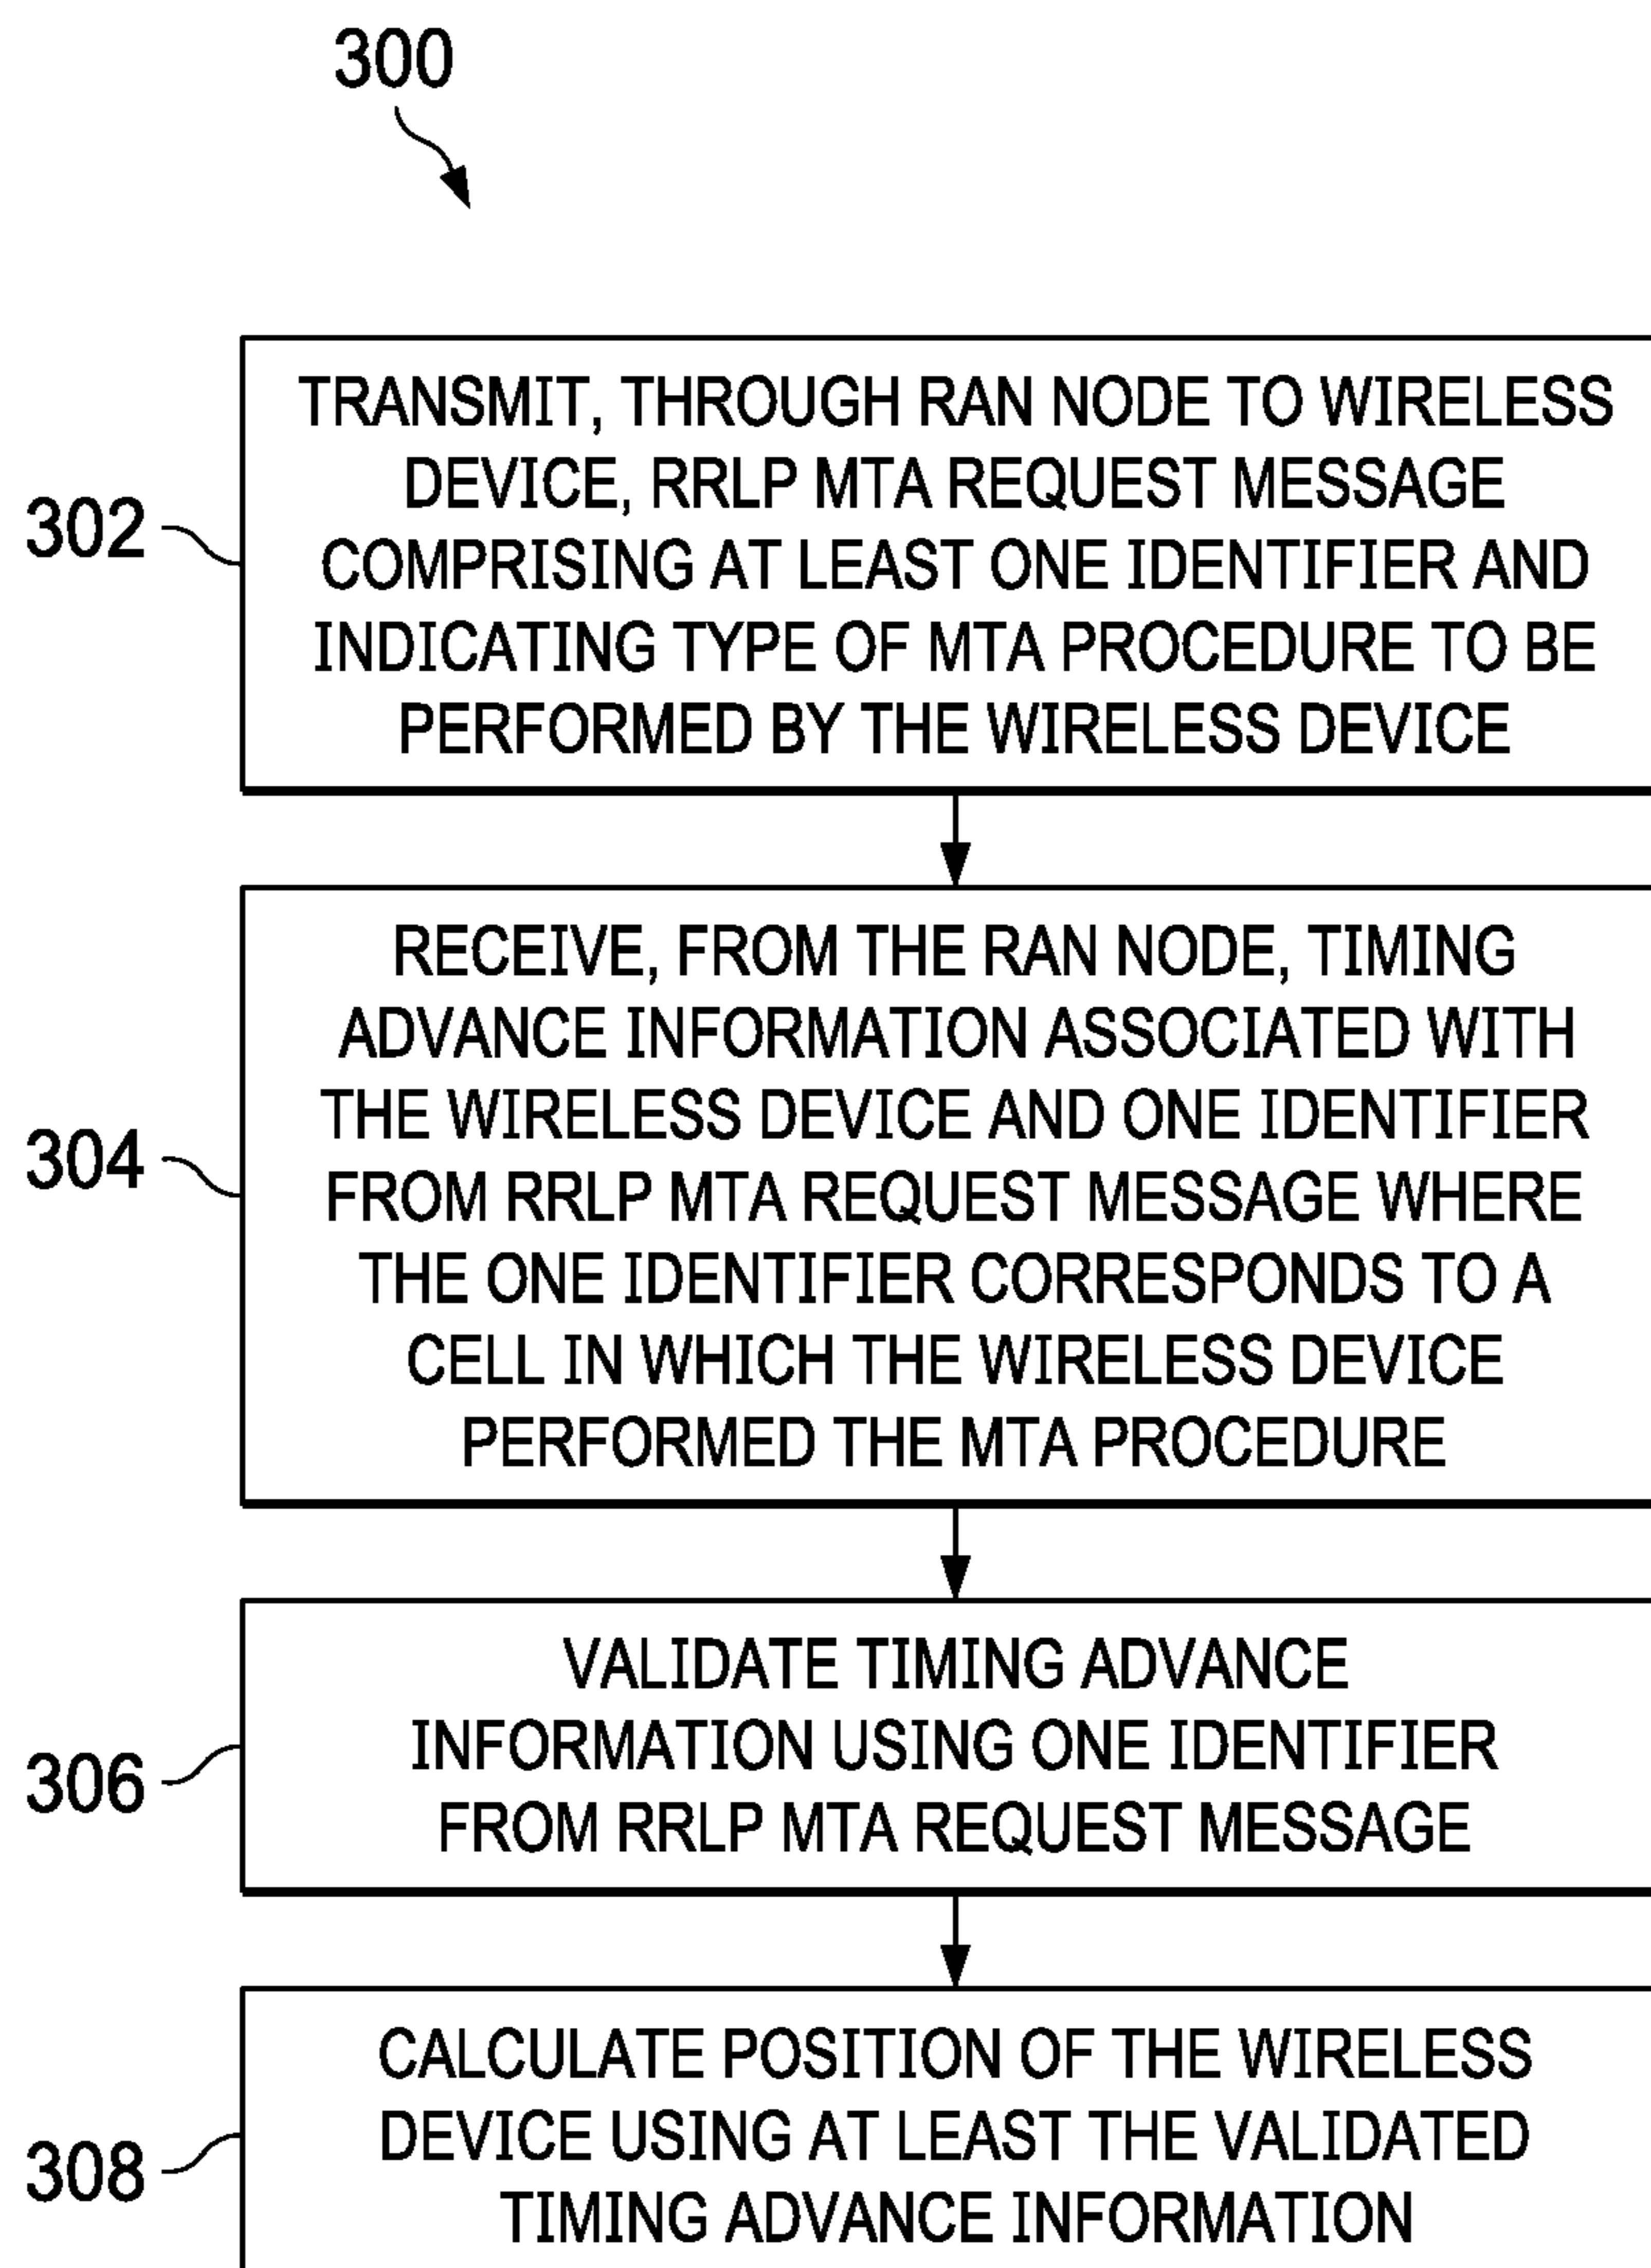 300
302
TRANSMIT, THROUGH RAN NODE TO WIRELESS
DEVICE, RRLP MTA REQUEST MESSAGE
COMPRISING AT LEAST ONE IDENTIFIER AND
INDICATING TYPE OF MTA PROCEDURE TO BE
PERFORMED BY THE WIRELESS DEVICE
304
RECEIVE, FROM THE RAN NODE, TIMING
ADVANCE INFORMATION ASSOCIATED WITH
THE WIRELESS DEVICE AND ONE IDENTIFIER
FROM RRLP MTA REQUEST MESSAGE WHERE
THE ONE IDENTIFIER CORRESPONDS TO A
CELL IN WHICH THE WIRELESS DEVICE
PERFORMED THE MTA PROCEDURE
306
VALIDATE TIMING ADVANCE
INFORMATION USING ONE IDENTIFIER
FROM RRLP MTA REQUEST MESSAGE
308
CALCULATE POSITION OF THE WIRELESS
DEVICE USING AT LEAST THE VALIDATED
TIMING ADVANCE INFORMATION